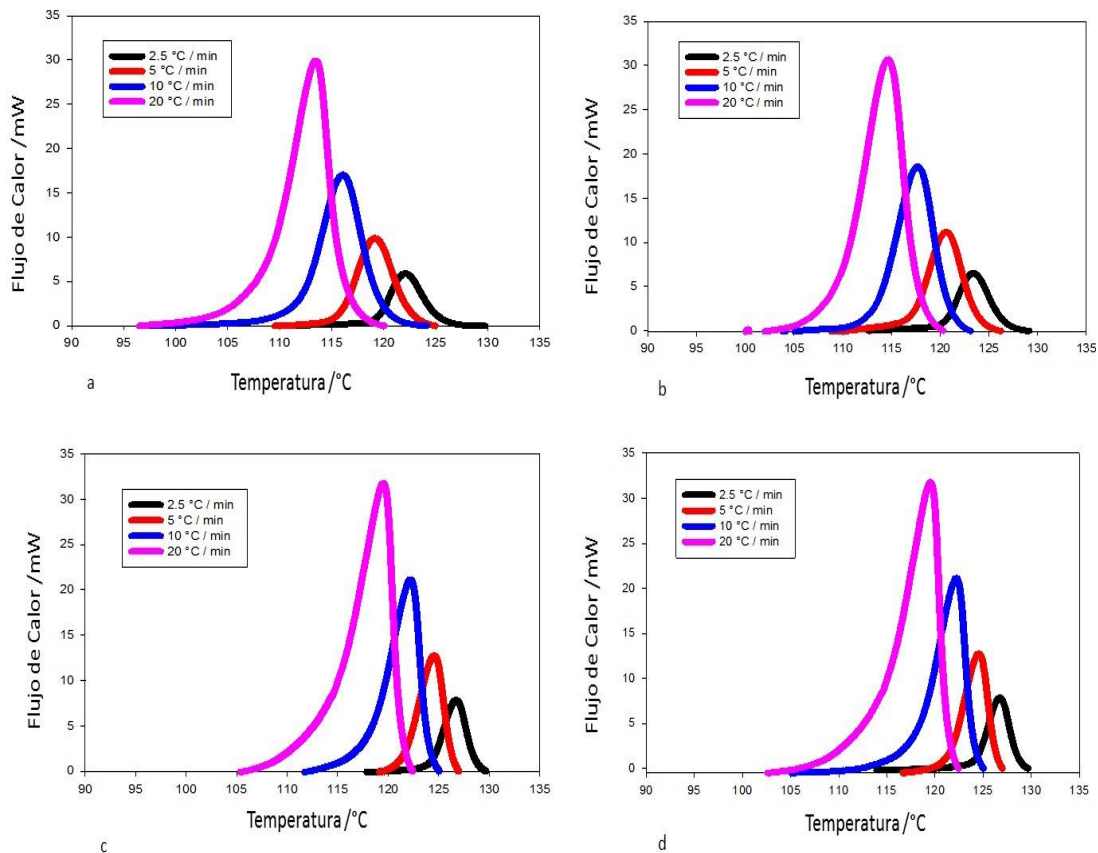 Flujo de Calor /mW
35
30
25
20
15
10
5
0
2.5 °C / min
5 °C / min
10 °C / min
20 °C / min
90 95 100 105 110 115 120 125 130 135
a
Temperatura /°C
Flujo de Calor /mW
35
30
25
20
15
10
5
0
2.5 °C / min
5 °C / min
10 °C / min
20 °C / min
90 95 100 105 110 115 120 125 130 135
b
Temperatura /°C
Flujo de Calor /mW
35
30
25
20
15
10
5
0
2.5 °C / min
5 °C / min
10 °C / min
20 °C / min
90 95 100 105 110 115 120 125 130 135
Temperatura /°C
c
Flujo de Calor /mW
35
30
25
20
15
10
5
0
2.5 °C / min
5 °C / min
10 °C / min
20 °C / min
90 95 100 105 110 115 120 125 130 135
Temperatura /°C
d